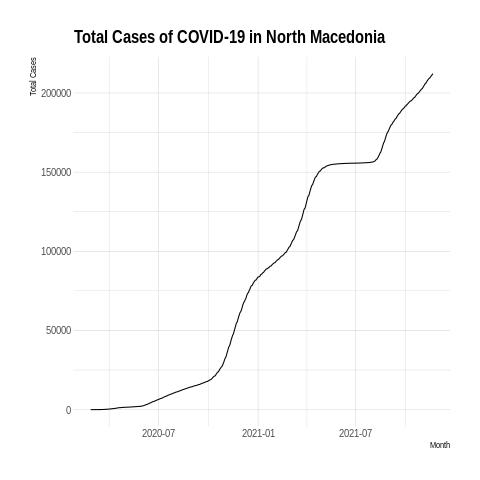 Total Cases of COVID-19 in North Macedonia
Total Cases
200000
150000
100000
50000
0
2020-07 2021-01 2021-07
Month